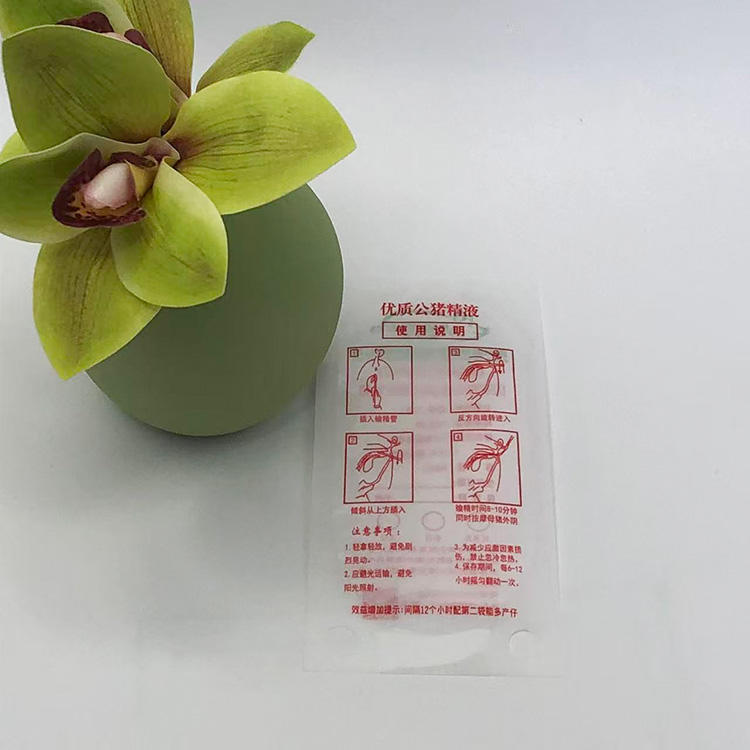 优质公猪精液
使用说明
1
插入输精管
3
反方向旋转进入
2
倾斜从上方插入
4
输精时间8-10分钟
同时按摩母猪外阴
注意事项：
1.轻拿轻放，避免剧
烈晃动。
2.应避光运输，避免
阳光照射。
3.为减少应激因素损
伤，禁止忽冷忽热。
4.保存期间，每6-12
小时摇匀翻动一次。
效益增加提示:间隔12个小时配第二袋能多产仔